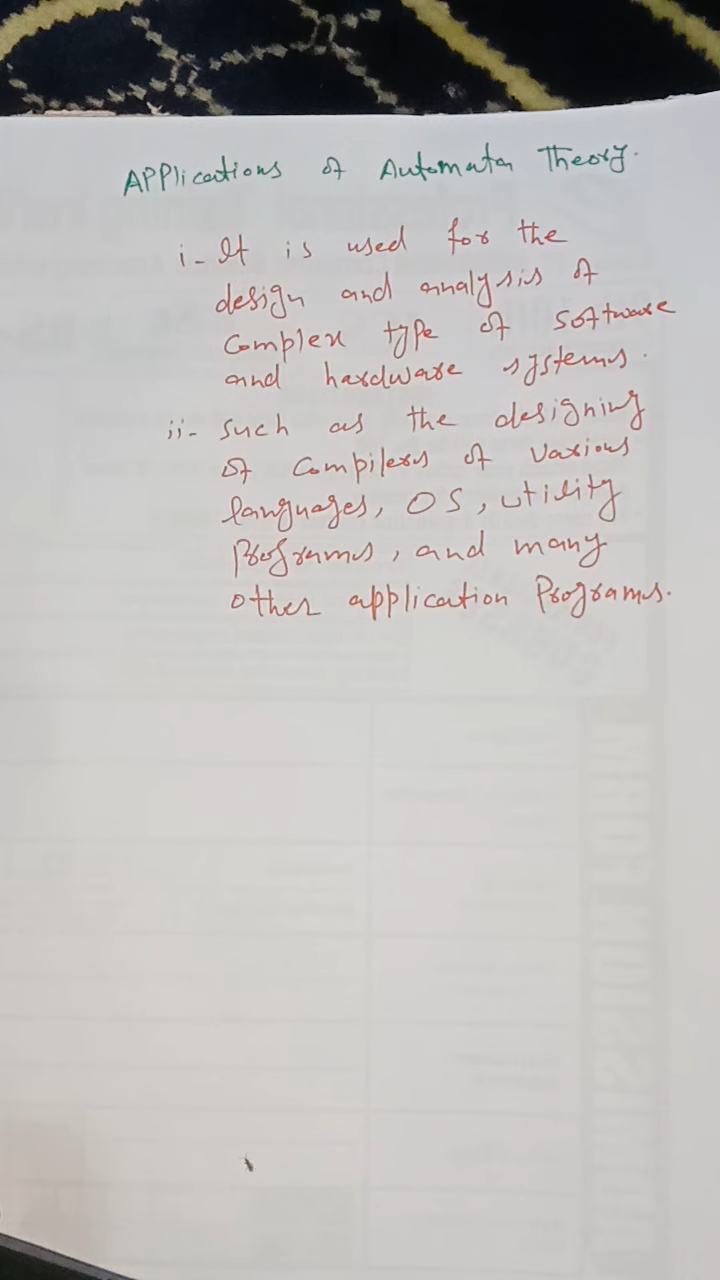 Applications of Automata Theory.
i- It is used for the
design and analysis of
complex type of software
and hardware systems.
ii- Such as the designing
of compilers of various
languages, OS, utility
Programs, and many
other application Programs.